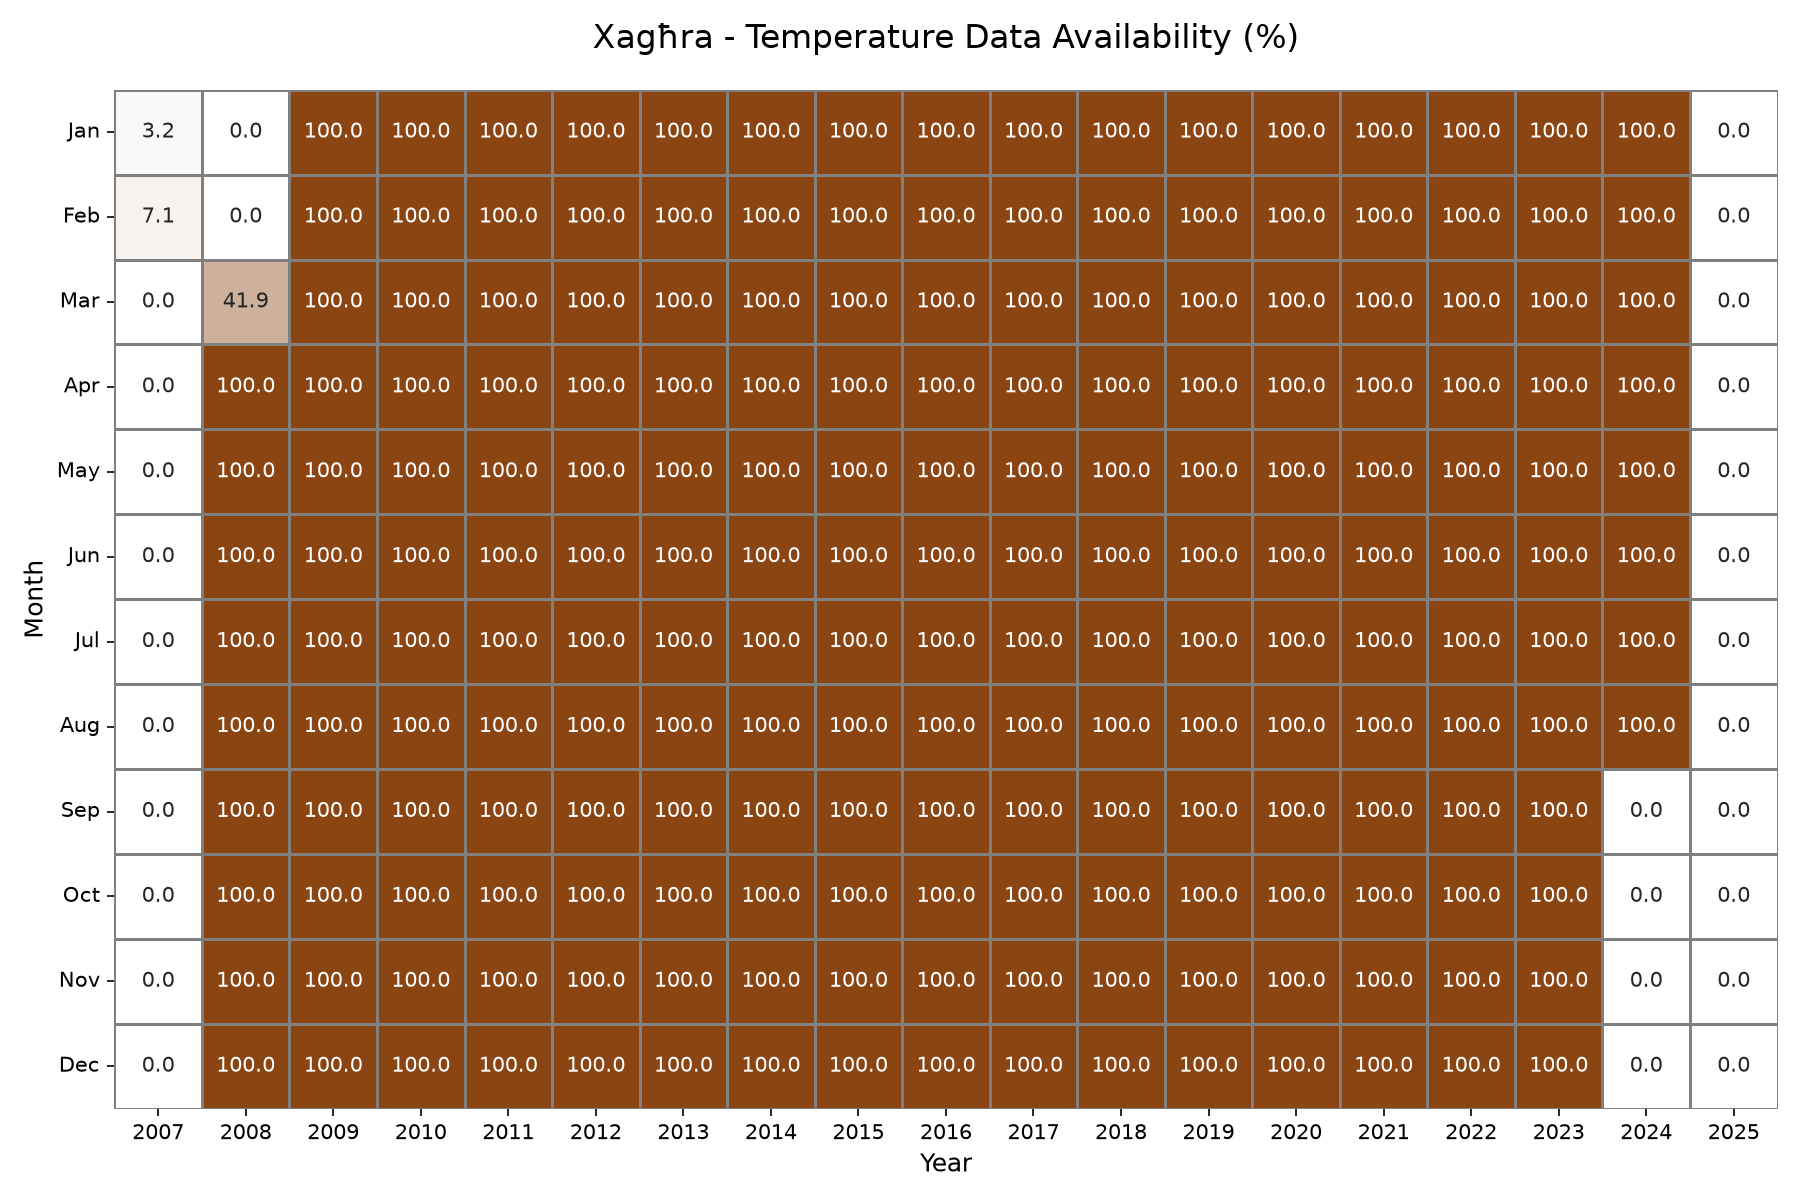 Xagħra - Temperature Data Availability (%)
Jan 3.2 0.0 100.0 100.0 100.0 100.0 100.0 100.0 100.0 100.0 100.0 100.0 100.0 100.0 100.0 100.0 100.0 100.0 0.0
Feb 7.1 0.0 100.0 100.0 100.0 100.0 100.0 100.0 100.0 100.0 100.0 100.0 100.0 100.0 100.0 100.0 100.0 100.0 0.0
Mar 0.0 41.9 100.0 100.0 100.0 100.0 100.0 100.0 100.0 100.0 100.0 100.0 100.0 100.0 100.0 100.0 100.0 100.0 0.0
Apr 0.0 100.0 100.0 100.0 100.0 100.0 100.0 100.0 100.0 100.0 100.0 100.0 100.0 100.0 100.0 100.0 100.0 100.0 0.0
May 0.0 100.0 100.0 100.0 100.0 100.0 100.0 100.0 100.0 100.0 100.0 100.0 100.0 100.0 100.0 100.0 100.0 100.0 0.0
Jun 0.0 100.0 100.0 100.0 100.0 100.0 100.0 100.0 100.0 100.0 100.0 100.0 100.0 100.0 100.0 100.0 100.0 100.0 0.0
Month
Jul 0.0 100.0 100.0 100.0 100.0 100.0 100.0 100.0 100.0 100.0 100.0 100.0 100.0 100.0 100.0 100.0 100.0 100.0 0.0
Aug 0.0 100.0 100.0 100.0 100.0 100.0 100.0 100.0 100.0 100.0 100.0 100.0 100.0 100.0 100.0 100.0 100.0 100.0 0.0
Sep 0.0 100.0 100.0 100.0 100.0 100.0 100.0 100.0 100.0 100.0 100.0 100.0 100.0 100.0 100.0 100.0 100.0 0.0 0.0
Oct 0.0 100.0 100.0 100.0 100.0 100.0 100.0 100.0 100.0 100.0 100.0 100.0 100.0 100.0 100.0 100.0 100.0 0.0 0.0
Nov 0.0 100.0 100.0 100.0 100.0 100.0 100.0 100.0 100.0 100.0 100.0 100.0 100.0 100.0 100.0 100.0 100.0 0.0 0.0
Dec 0.0 100.0 100.0 100.0 100.0 100.0 100.0 100.0 100.0 100.0 100.0 100.0 100.0 100.0 100.0 100.0 100.0 0.0 0.0
2007 2008 2009 2010 2011 2012 2013 2014 2015 2016 2017 2018 2019 2020 2021 2022 2023 2024 2025
Year